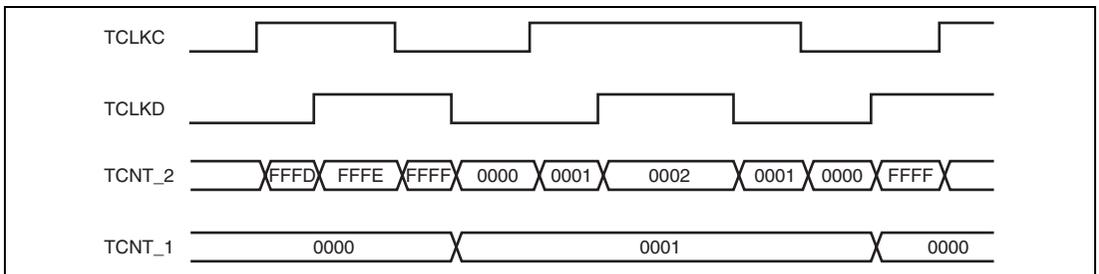 TCLKC
TCLKD
TCNT_2 FFFD FFFE FFFF 0000 0001 0002 0001 0000 FFFF
TCNT_1 0000 0001 0000